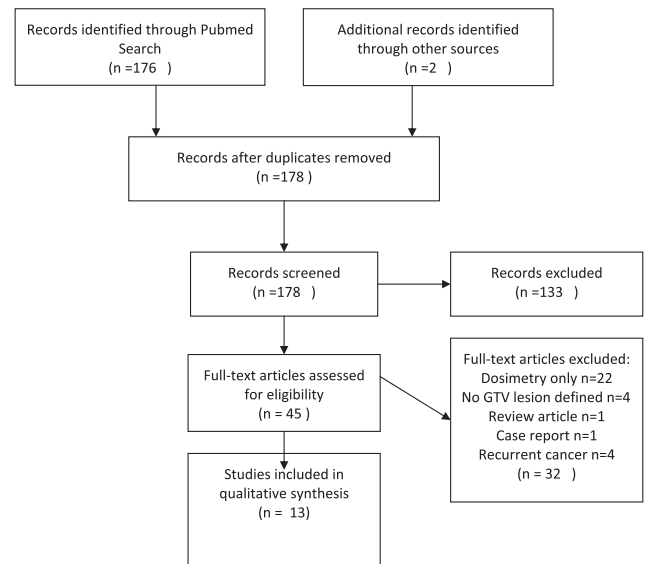 Records identified through Pubmed
Search
(n =176 )
Additional records identified
through other sources
(n =2 )
Records after duplicates removed
(n =178 )
Records screened
(n =178 )
Records excluded
(n =133 )
Full-text articles assessed
for eligibility
(n = 45 )
Full-text articles excluded:
Dosimetry only n=22
No GTV lesion defined n=4
Review article n=1
Case report n=1
Recurrent cancer n=4
(n = 32 )
Studies included in
qualitative synthesis
(n = 13)